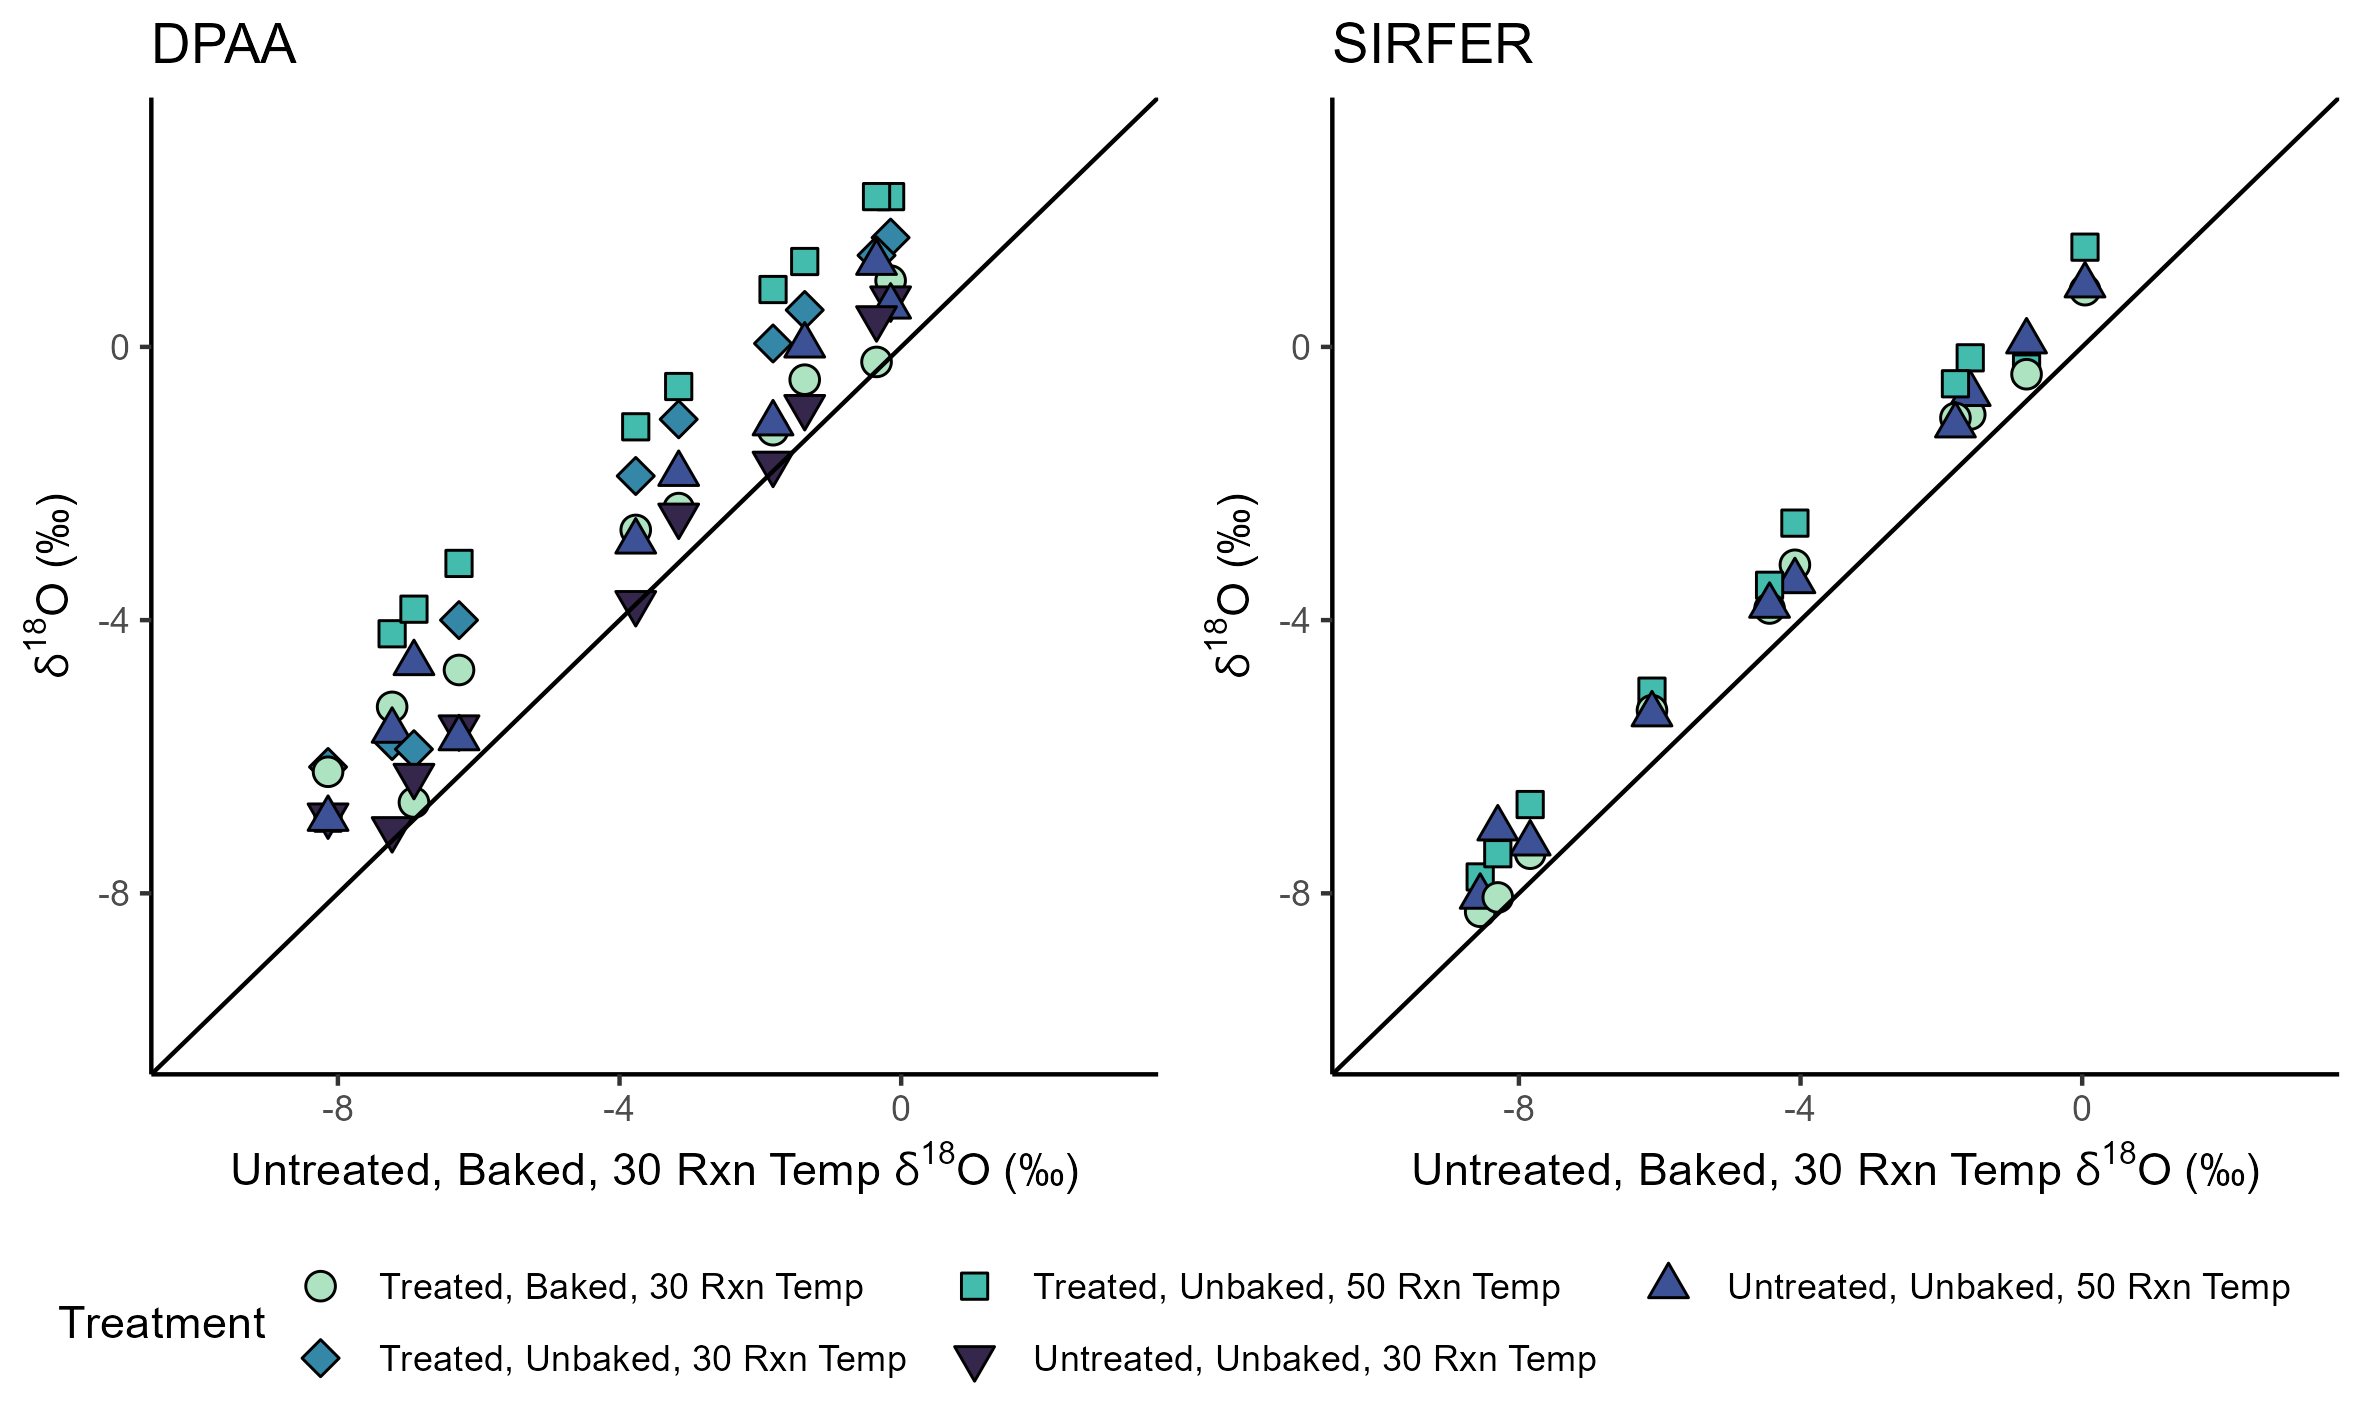 DPAA
SIRFER
0
-4
-8
δ¹⁸O (‰)
-8
-4
0
Untreated, Baked, 30 Rxn Temp δ¹⁸O (‰)
0
-4
-8
δ¹⁸O (‰)
-8
-4
0
Untreated, Baked, 30 Rxn Temp δ¹⁸O (‰)
Treatment
Treated, Baked, 30 Rxn Temp
Treated, Unbaked, 50 Rxn Temp
Untreated, Unbaked, 50 Rxn Temp
Treated, Unbaked, 30 Rxn Temp
Untreated, Unbaked, 30 Rxn Temp